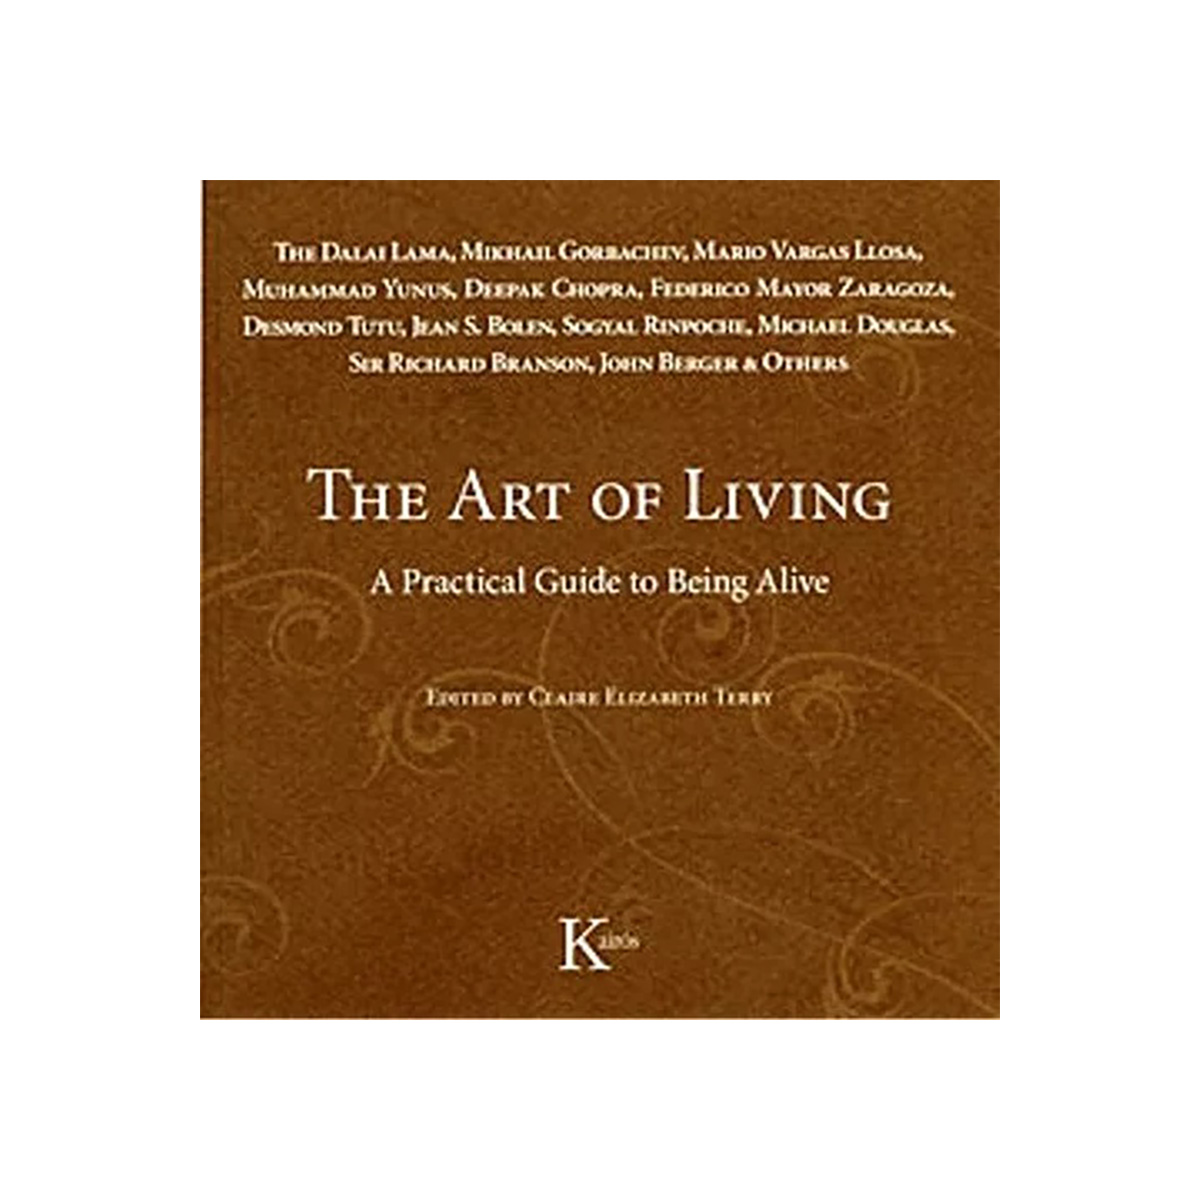 THE DALAI LAMA, MIKHAIL GORBACHEV, MARIO VARGAS LLOSA,
MUHAMMAD YUNUS, DEEPAK CHOPRA, FEDERICO MAYOR ZARAGOZA,
DESMOND TUTU, JEAN S. BOLEN, SOGYAL RINPOCHE, MICHAEL DOUGLAS,
SIR RICHARD BRANSON, JOHN BERGER & OTHERS
THE ART OF LIVING
A Practical Guide to Being Alive
EDITED BY CLAIRE ELIZABETH TERRY
Kairós